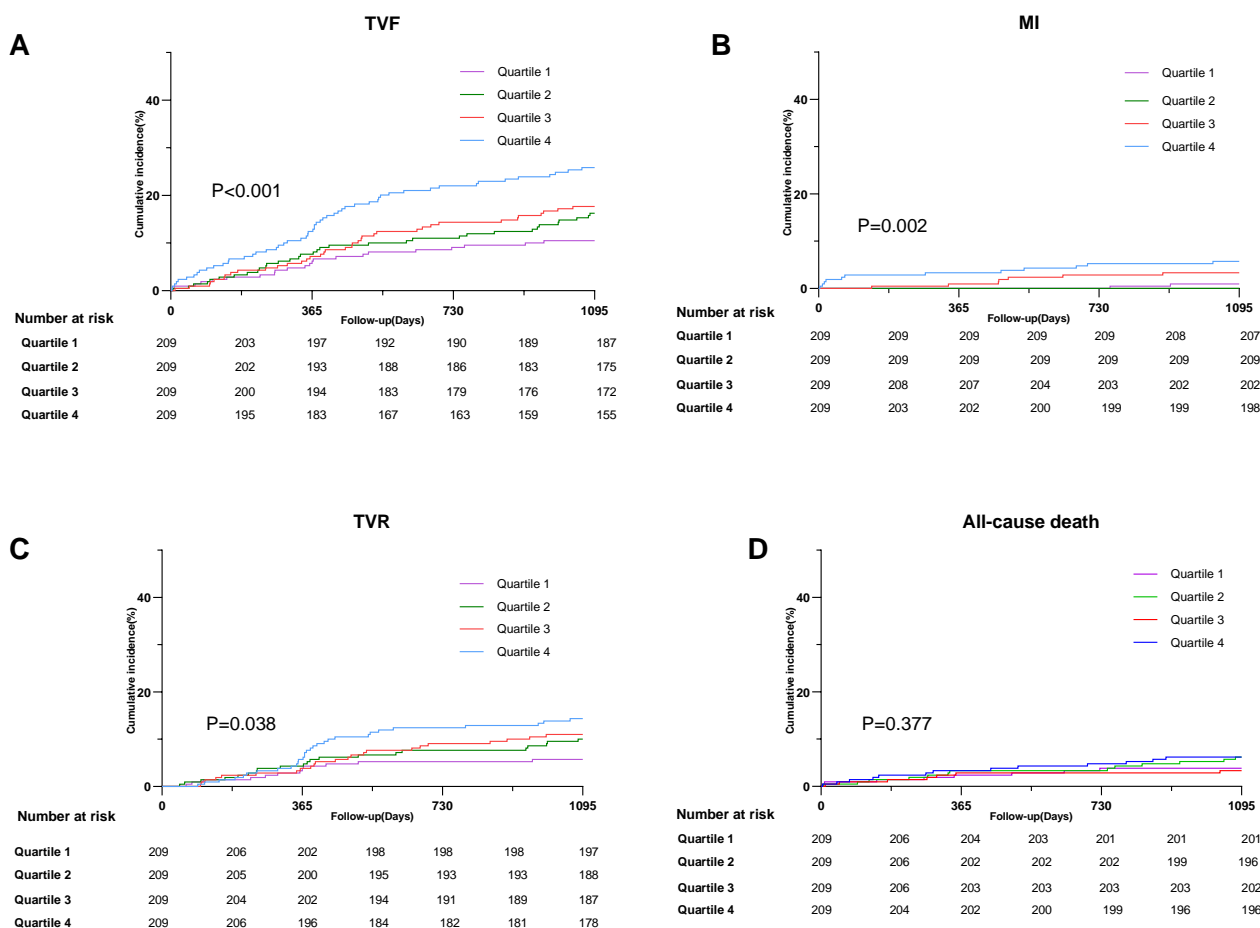 A
TVF
Cumulative incidence(%)
40
20
0
Quartile 1
Quartile 2
Quartile 3
Quartile 4
P<0.001
0 365 730 1095
Follow-up(Days)
Number at risk
Quartile 1 209 203 197 192 190 189 187
Quartile 2 209 202 193 188 186 183 175
Quartile 3 209 200 194 183 179 176 172
Quartile 4 209 195 183 167 163 159 155
B
MI
Cumulative incidence(%)
40
20
0
Quartile 1
Quartile 2
Quartile 3
Quartile 4
P=0.002
0 365 730 1095
Follow-up(Days)
Number at risk
Quartile 1 209 209 209 209 209 208 207
Quartile 2 209 209 209 209 209 209 209
Quartile 3 209 208 207 204 203 202 202
Quartile 4 209 203 202 200 199 199 198
C
TVR
Cumulative incidence(%)
40
20
0
Quartile 1
Quartile 2
Quartile 3
Quartile 4
P=0.038
0 365 730 1095
Follow-up(Days)
Number at risk
Quartile 1 209 206 202 198 198 198 197
Quartile 2 209 205 200 195 193 193 188
Quartile 3 209 204 202 194 191 189 187
Quartile 4 209 206 196 184 182 181 178
D
All-cause death
Cumulative incidence(%)
40
20
0
Quartile 1
Quartile 2
Quartile 3
Quartile 4
P=0.377
0 365 730 1095
Follow-up(Days)
Number at risk
Quartile 1 209 206 204 203 201 201 201
Quartile 2 209 206 202 202 202 199 196
Quartile 3 209 206 203 203 203 203 202
Quartile 4 209 204 202 200 199 196 196